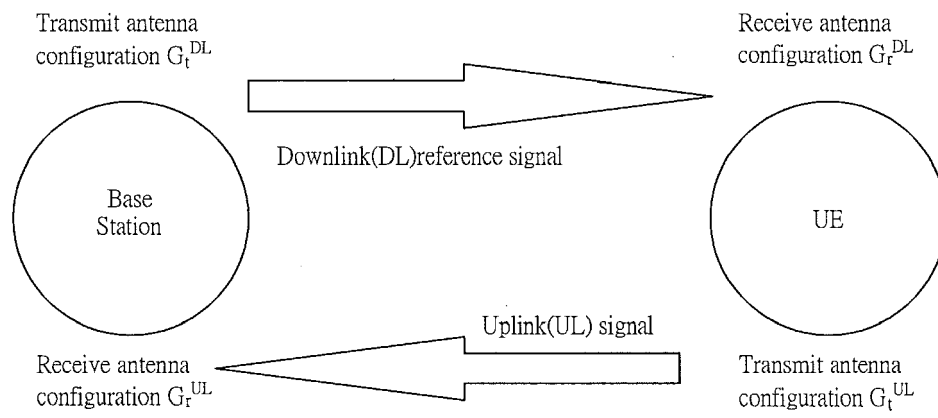 Transmit antenna
configuration G_t^DL
Receive antenna
configuration G_r^DL
Downlink(DL)reference signal
Base
Station
UE
Uplink(UL) signal
Receive antenna
configuration G_r^UL
Transmit antenna
configuration G_t^UL